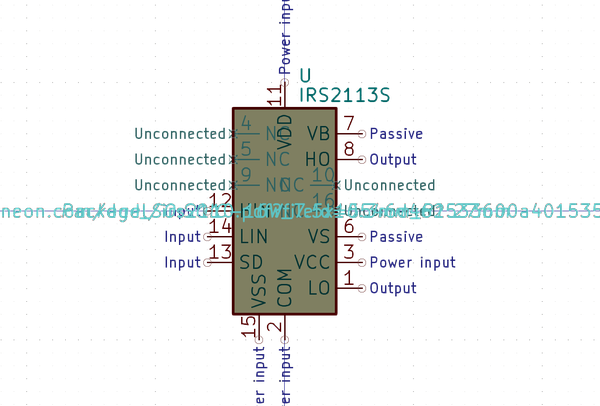 Power inpu
U
IRS2113S
11
VDD
Unconnected 4 NC
VB 7 Passive
Unconnected 5 NC
HO 8 Output
Unconnected 9 NC
NC 10 Unconnected
12
16
Input 14 LIN
VS 6 Passive
Input 13 SD
VCC 3 Power input
LO 1 Output
VSS
COM
15
2
er input
er input